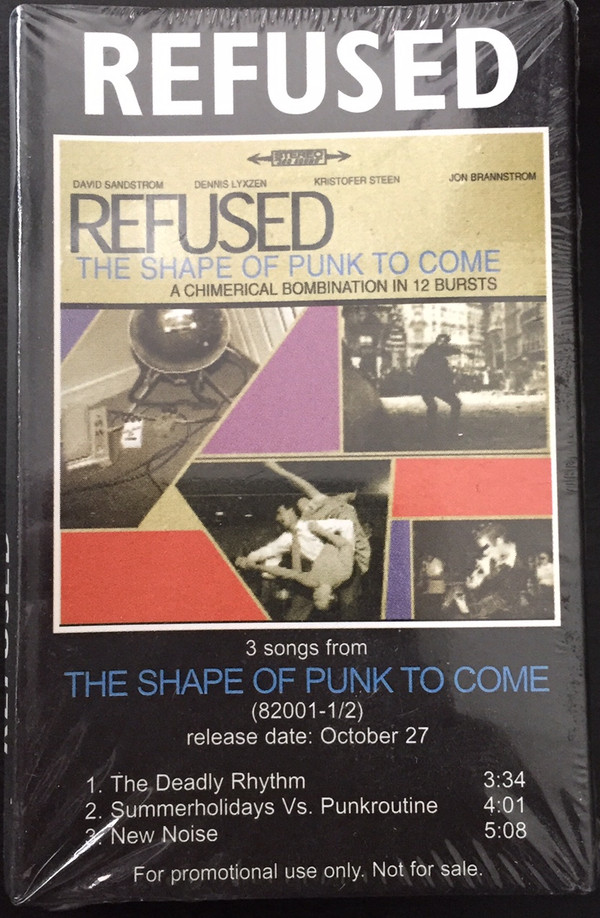 REFUSED
STEREO
DAVID SANDSTROM DENNIS LYXZEN KRISTOFER STEEN JON BRANNSTROM
REFUSED
THE SHAPE OF PUNK TO COME
A CHIMERICAL BOMBINATION IN 12 BURSTS
3 songs from
THE SHAPE OF PUNK TO COME
(82001-1/2)
release date: October 27
1. The Deadly Rhythm 3:34
2. Summerholidays Vs. Punkroutine 4:01
3. New Noise 5:08
For promotional use only. Not for sale.